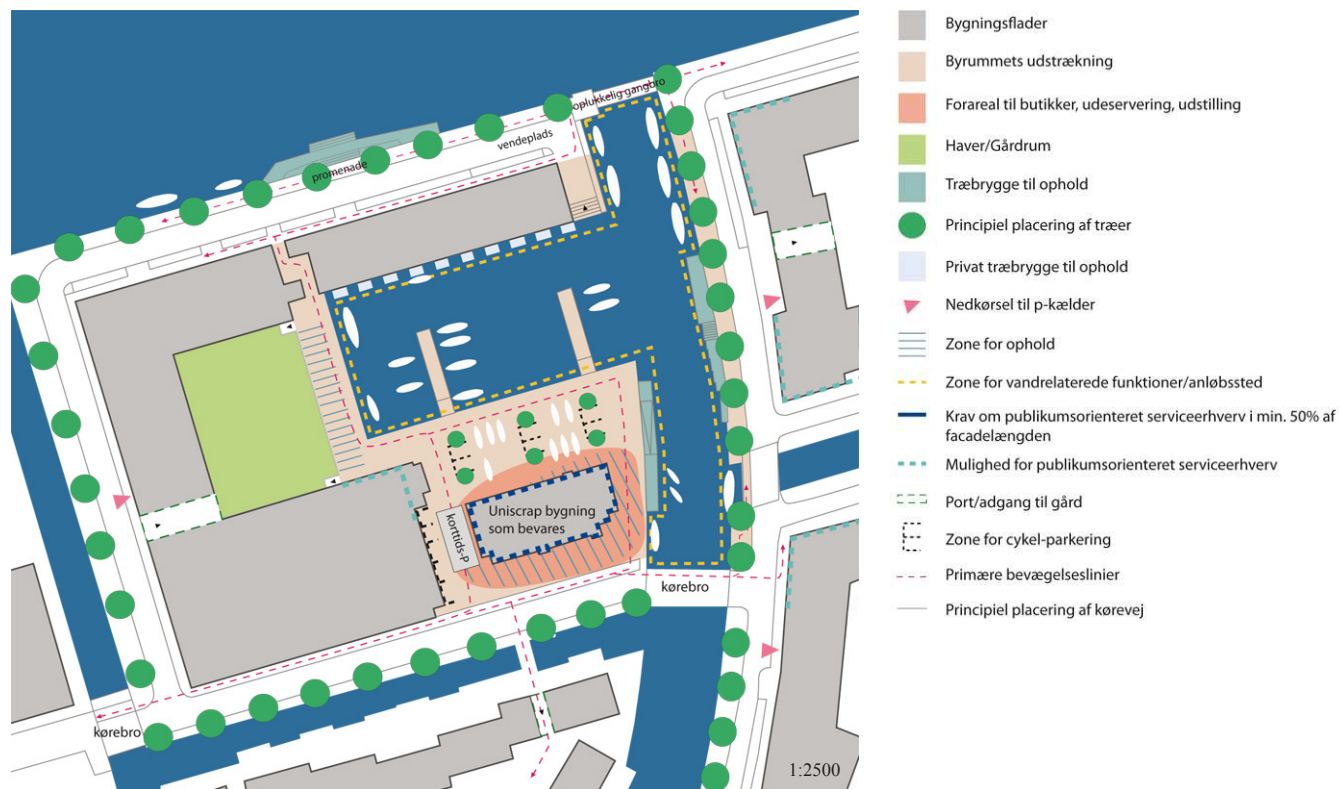 oplukkelig gangbro
vendeplads
promenade
Uniscrap bygning
som bevares
korttids-P
kørebro
kørebro
1:2500
Bygningsflader
Byrummets udstrækning
Forareal til butikker, udeservering, udstilling
Haver/Gårdrum
Træbrygge til ophold
Principiel placering af træer
Privat træbrygge til ophold
Nedkørsel til p-kælder
Zone for ophold
Zone for vandrelaterede funktioner/anløbssted
Krav om publikumsorienteret serviceerhverv i min. 50% af
facadelængden
Mulighed for publikumsorienteret serviceerhverv
Port/adgang til gård
Zone for cykel-parkering
Primære bevægelseslinier
Principiel placering af kørevej